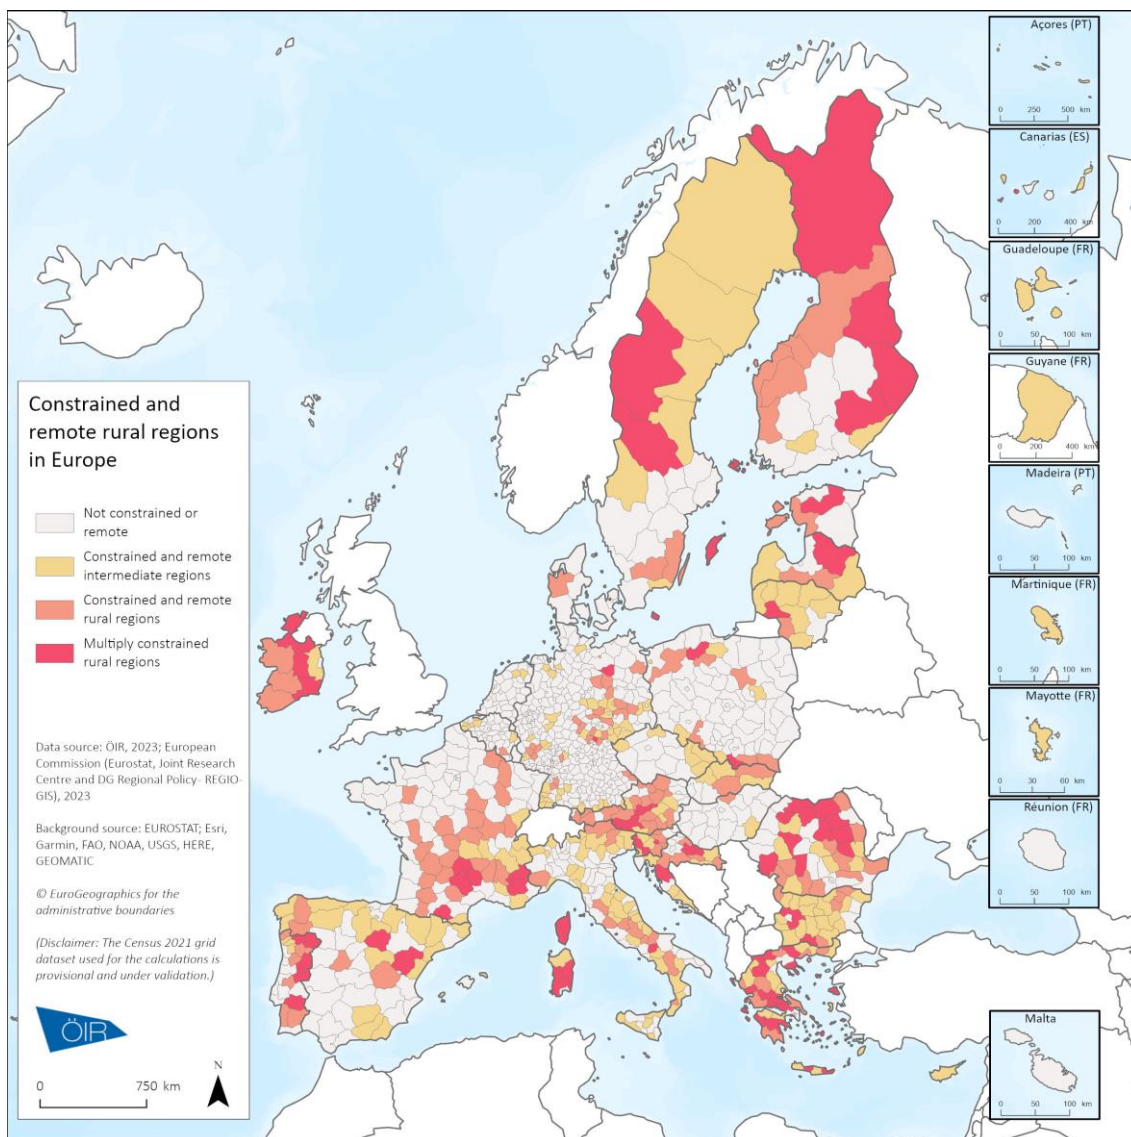 Constrained and
remote rural regions
in Europe
Not constrained or
remote
Constrained and remote
intermediate regions
Constrained and remote
rural regions
Multiply constrained
rural regions
Data source: ÖIR, 2023; European
Commission (Eurostat, Joint Research
Centre and DG Regional Policy- REGIO-
GIS), 2023
Background source: EUROSTAT; Esri,
Garmin, FAO, NOAA, USGS, HERE,
GEOMATIC
© EuroGeographics for the
administrative boundaries
(Disclaimer: The Census 2021 grid
dataset used for the calculations is
provisional and under validation.)
ÖIR
N
0 750 km
Açores (PT)
0 250 500 km
Canarias (ES)
0 200 400 km
Guadeloupe (FR)
0 50 100 km
Guyane (FR)
0 200 400 km
Madeira (PT)
0 50 100 km
Martinique (FR)
0 50 100 km
Mayotte (FR)
0 30 60 km
Réunion (FR)
0 50 100 km
Malta
0 50 100 km